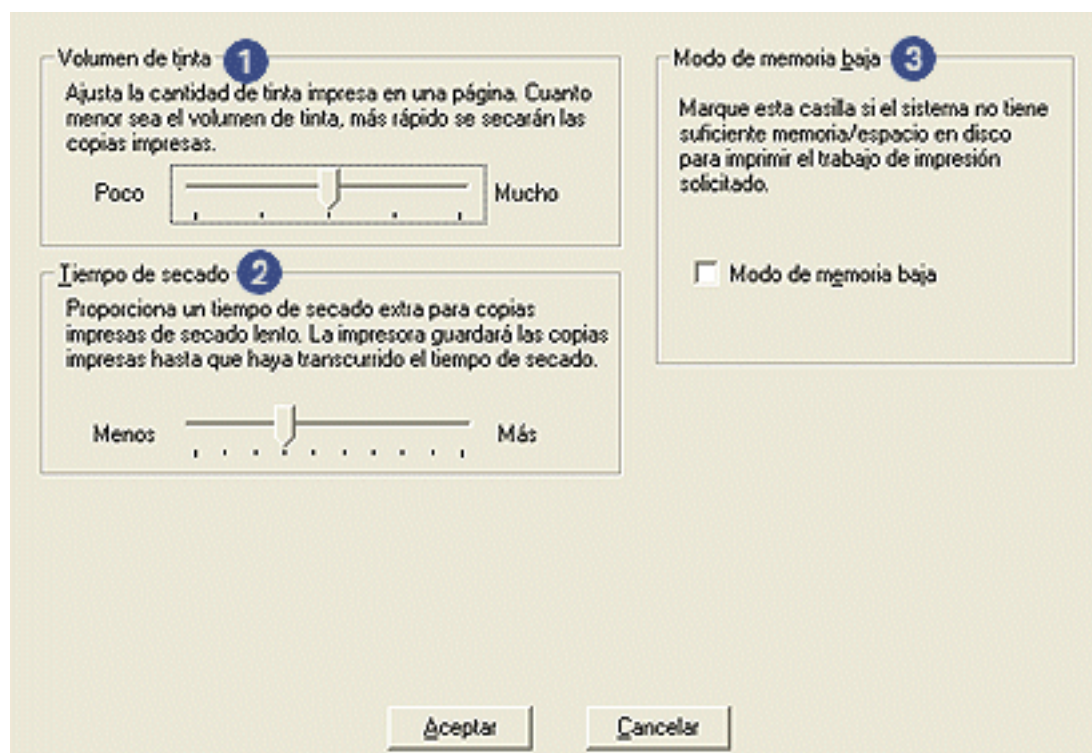 Volumen de tinta 1
Ajusta la cantidad de tinta impresa en una página. Cuanto
menor sea el volumen de tinta, más rápido se secarán las
copias impresas.
Poco Mucho
Tiempo de secado 2
Proporciona un tiempo de secado extra para copias
impresas de secado lento. La impresora guardará las copias
impresas hasta que haya transcurrido el tiempo de secado.
Menos Más
Modo de memoria baja 3
Marque esta casilla si el sistema no tiene
suficiente memoria/espacio en disco
para imprimir el trabajo de impresión
solicitado.
Modo de memoria baja
Aceptar Cancelar